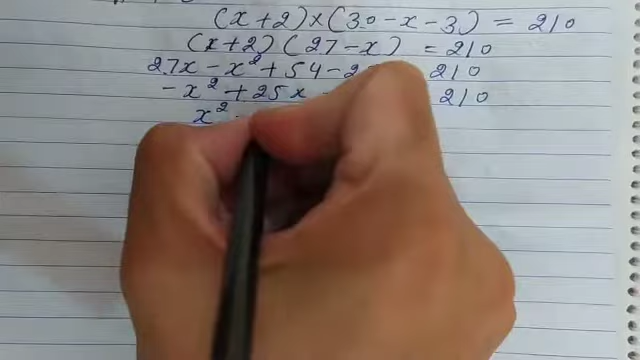 (x+2)×(30-x-3) = 210
(x+2) (27-x) = 210
27x - x² + 54 - 2 210
- x² + 25x 210
x²